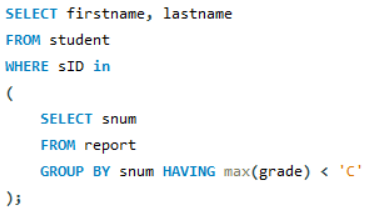 SELECT firstname, lastname
FROM student
WHERE sID in
(
    SELECT snum
    FROM report
    GROUP BY snum HAVING max(grade) < 'C'
);